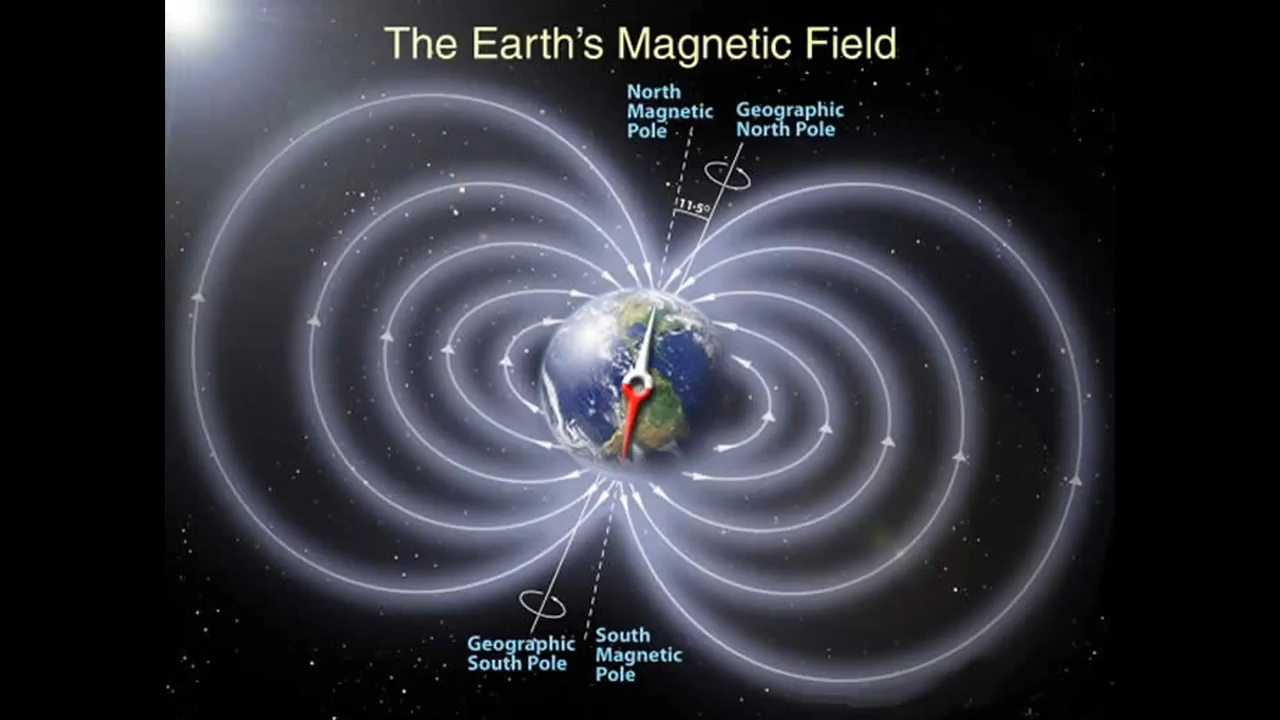 The Earth's Magnetic Field
North
Magnetic
Pole
Geographic
North Pole
11·5°
Geographic
South Pole
South
Magnetic
Pole